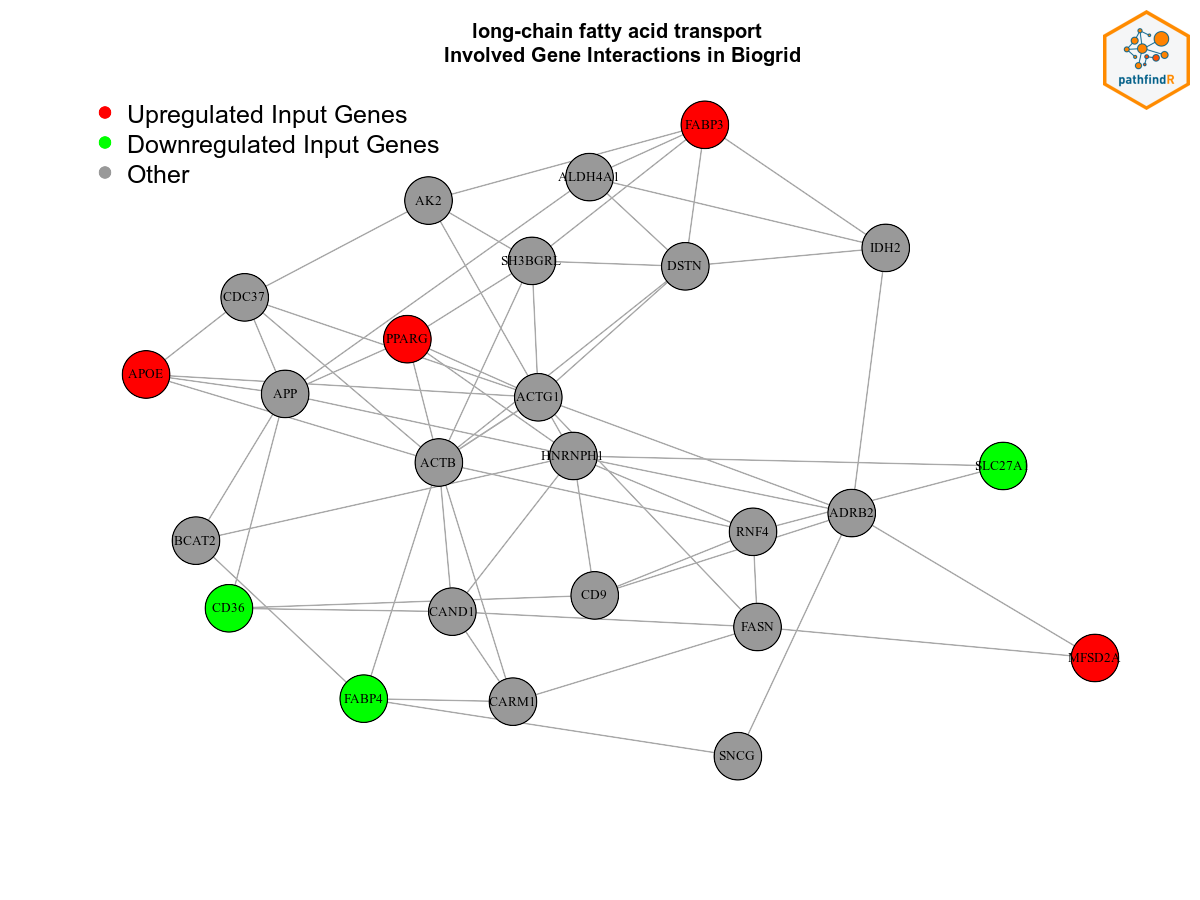 long-chain fatty acid transport
Involved Gene Interactions in Biogrid
pathfindR
Upregulated Input Genes
Downregulated Input Genes
Other
FABP3
ALDH4A1
AK2
IDH2
SH3BGRL
DSTN
CDC37
PPARG
APOE
APP
ACTG1
ACTB
HNRNPH1
SLC27A
ADRB2
RNF4
BCAT2
CD9
CD36
CAND1
FASN
MFSD2A
FABP4
CARM1
SNCG